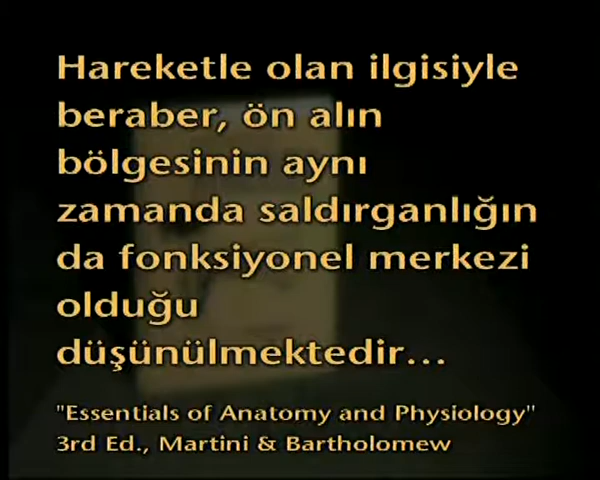 Hareketle olan ilgisiyle
beraber, ön alın
bölgesinin aynı
zamanda saldırganlığın
da fonksiyonel merkezi
olduğu
düşünülmektedir...
"Essentials of Anatomy and Physiology"
3rd Ed., Martini & Bartholomew